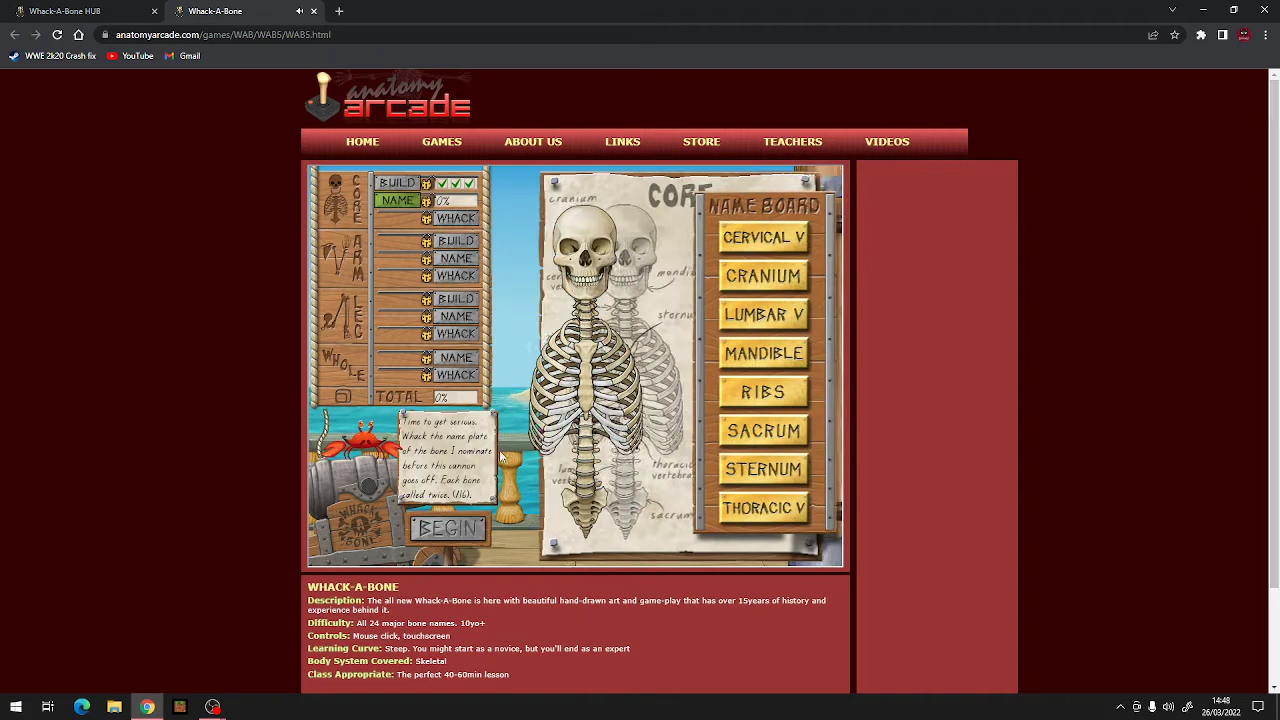 Whack-A-Bone HUB
Whack-A-Bone
anatomyarcade.com/games/WAB/WAB5/WAB5.html
WWE 2k20 Crash fix
YouTube
Gmail
anatomy
arcade
HOME
GAMES
ABOUT US
LINKS
STORE
TEACHERS
VIDEOS
CORE
BUILD
NAME
0%
WHACK
ARM
BUILD
NAME
WHACK
LEG
BUILD
NAME
WHACK
WHOLE
NAME
WHACK
TOTAL
0%
Time to get serious.
Whack the name plate
of the bone I nominate
before this cannon
goes off. Each bone
called twice. (/16).
WHACK
A
BONE
BEGIN
CORE
cranium
sternu
thoracic
vertebra
sacrum
NAME BOARD
CERVICAL V
CRANIUM
LUMBAR V
MANDIBLE
RIBS
SACRUM
STERNUM
THORACIC V
WHACK-A-BONE
Description: The all new Whack-A-Bone is here with beautiful hand-drawn art and game-play that has over 15years of history and
experience behind it.
Difficulty: All 24 major bone names. 10yo+
Controls: Mouse click, touchscreen
Learning Curve: Steep. You might start as a novice, but you'll end as an expert
Body System Covered: Skeletal
Class Appropriate: The perfect 40-60min lesson
14:48
26/03/2022